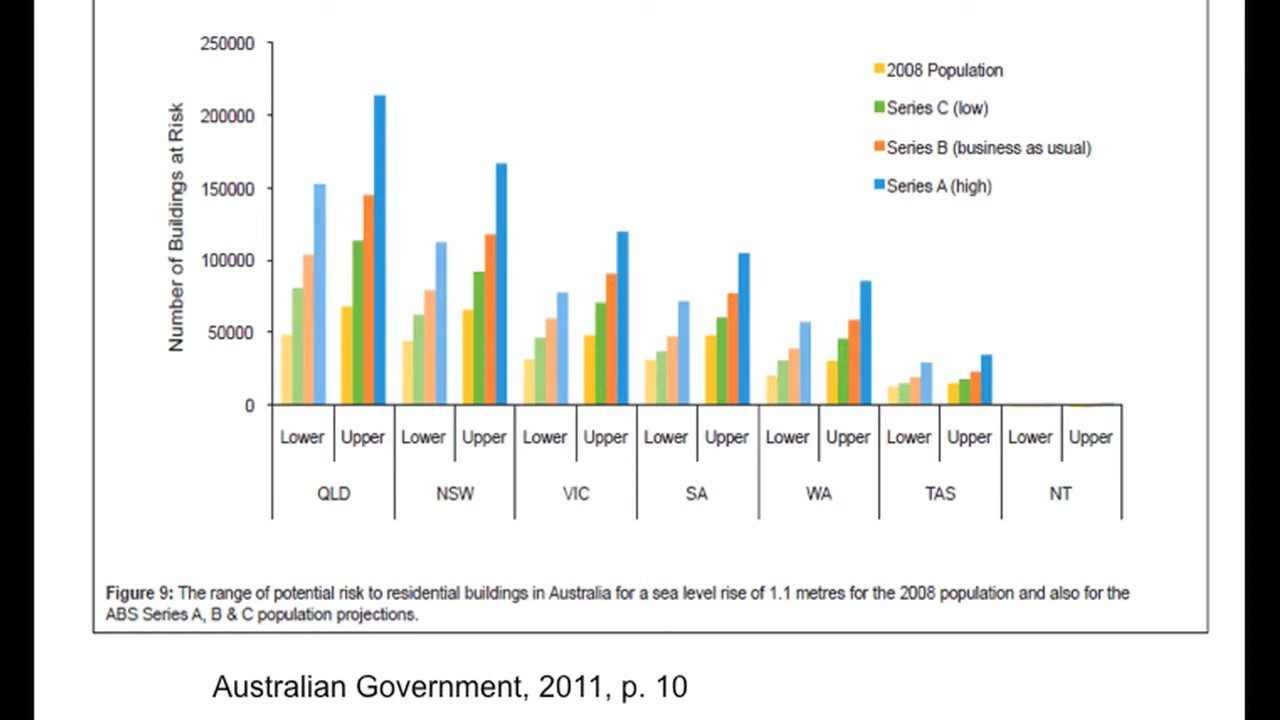 250000
200000
150000
100000
50000
0
Number of Buildings at Risk
2008 Population
Series C (low)
Series B (business as usual)
Series A (high)
Lower Upper Lower Upper Lower Upper Lower Upper Lower Upper Lower Upper Lower Upper
QLD NSW VIC SA WA TAS NT
Figure 9: The range of potential risk to residential buildings in Australia for a sea level rise of 1.1 metres for the 2008 population and also for the
ABS Series A, B & C population projections.
Australian Government, 2011, p. 10